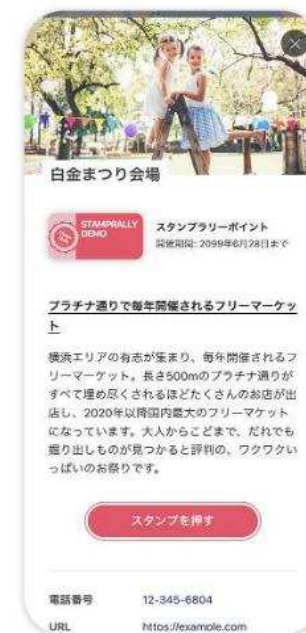 白金まつり会場
STAMPRALLY
DEMO
スタンプラリーポイント
開催期間: 2099年6月28日まで
プラチナ通りで毎年開催されるフリーマーケッ
ト
横浜エリアの有志が集まり、毎年開催されるフ
リーマーケット。長さ500mのプラチナ通りが
すべて埋め尽くされるほどたくさんのお店が出
店し、2020年以降国内最大のフリーマーケット
になっています。大人からこどまで、だれでも
掘り出しものが見つかると評判の、ワクワクい
っぱいのお祭りです。
スタンプを押す
電話番号
12-345-6804
URL
https://example.com